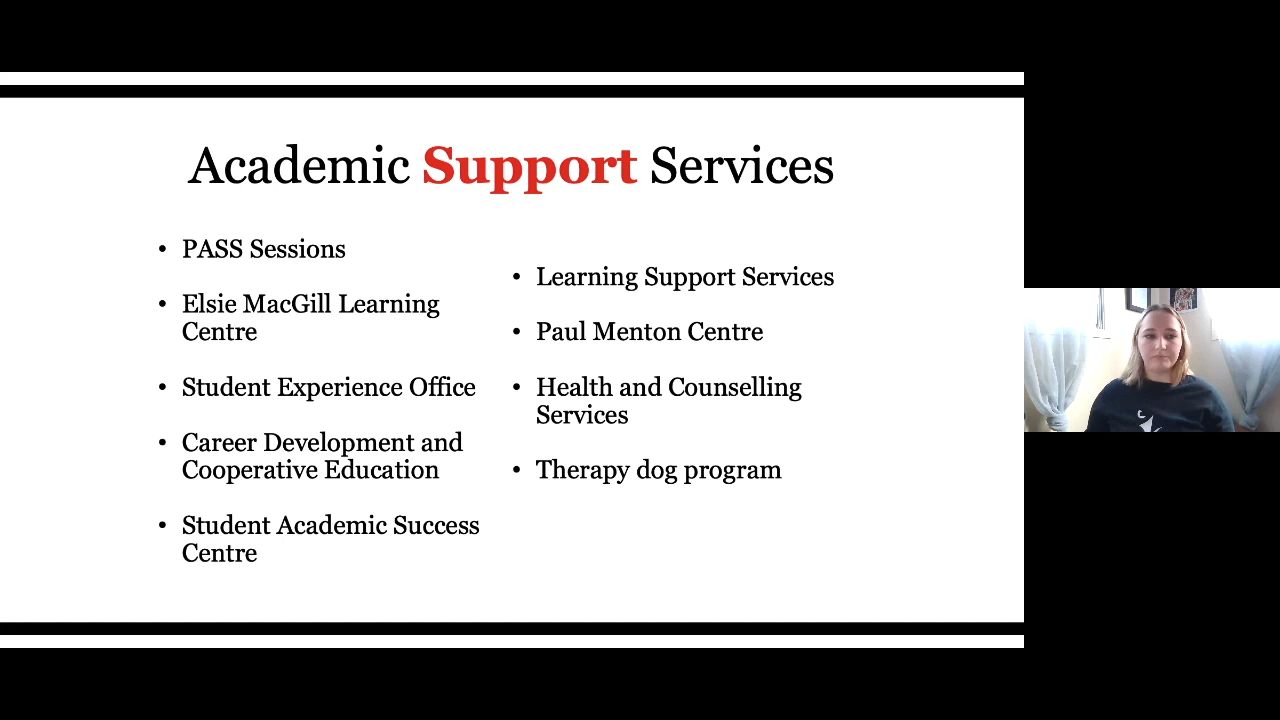 Academic Support Services
• PASS Sessions
• Elsie MacGill Learning
Centre
• Student Experience Office
• Career Development and
Cooperative Education
• Student Academic Success
Centre
• Learning Support Services
• Paul Menton Centre
• Health and Counselling
Services
• Therapy dog program